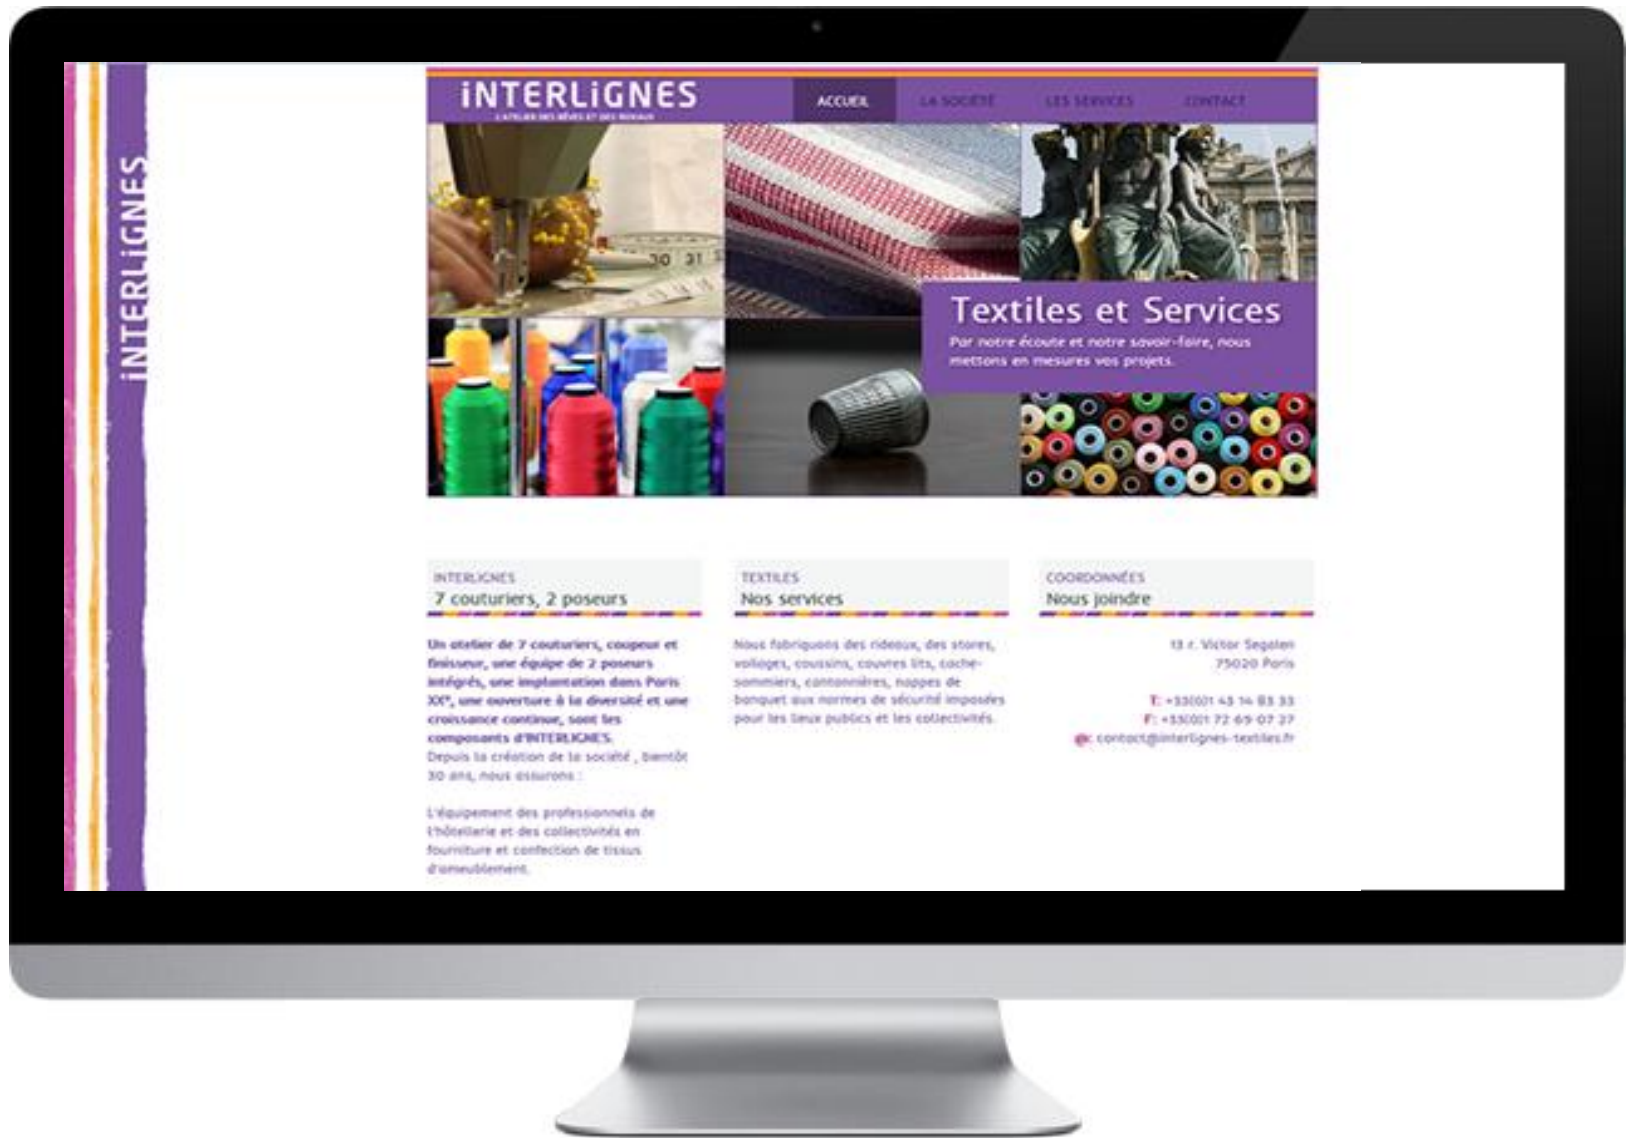 iNTERLiGNES
iNTERLiGNES
L'ATELIER DES RÊVES ET DES RIDEAUX
ACCUEIL
LA SOCIÉTÉ
LES SERVICES
CONTACT
30 31
Textiles et Services
Par notre écoute et notre savoir-faire, nous
mettons en mesures vos projets.
INTERLIGNES
7 couturiers, 2 poseurs
Un atelier de 7 couturiers, coupeur et
finisseur, une équipe de 2 poseurs
intégrés, une implantation dans Paris
XXe, une ouverture à la diversité et une
croissance continue, sont les
composants d'INTERLIGNES.
Depuis la création de la société , bientôt
30 ans, nous assurons :
L'équipement des professionnels de
l'hôtellerie et des collectivités en
fourniture et confection de tissus
d'ameublement.
TEXTILES
Nos services
Nous fabriquons des rideaux, des stores,
voilages, coussins, couvres lits, cache-
sommiers, cantonnières, nappes de
banquet aux normes de sécurité imposées
pour les lieux publics et les collectivités.
COORDONNÉES
Nous joindre
13 r. Victor Segalen
75020 Paris
T: +33(0)1 43 14 83 33
F: +33(0)1 72 69 07 27
@: contact@interlignes-textiles.fr